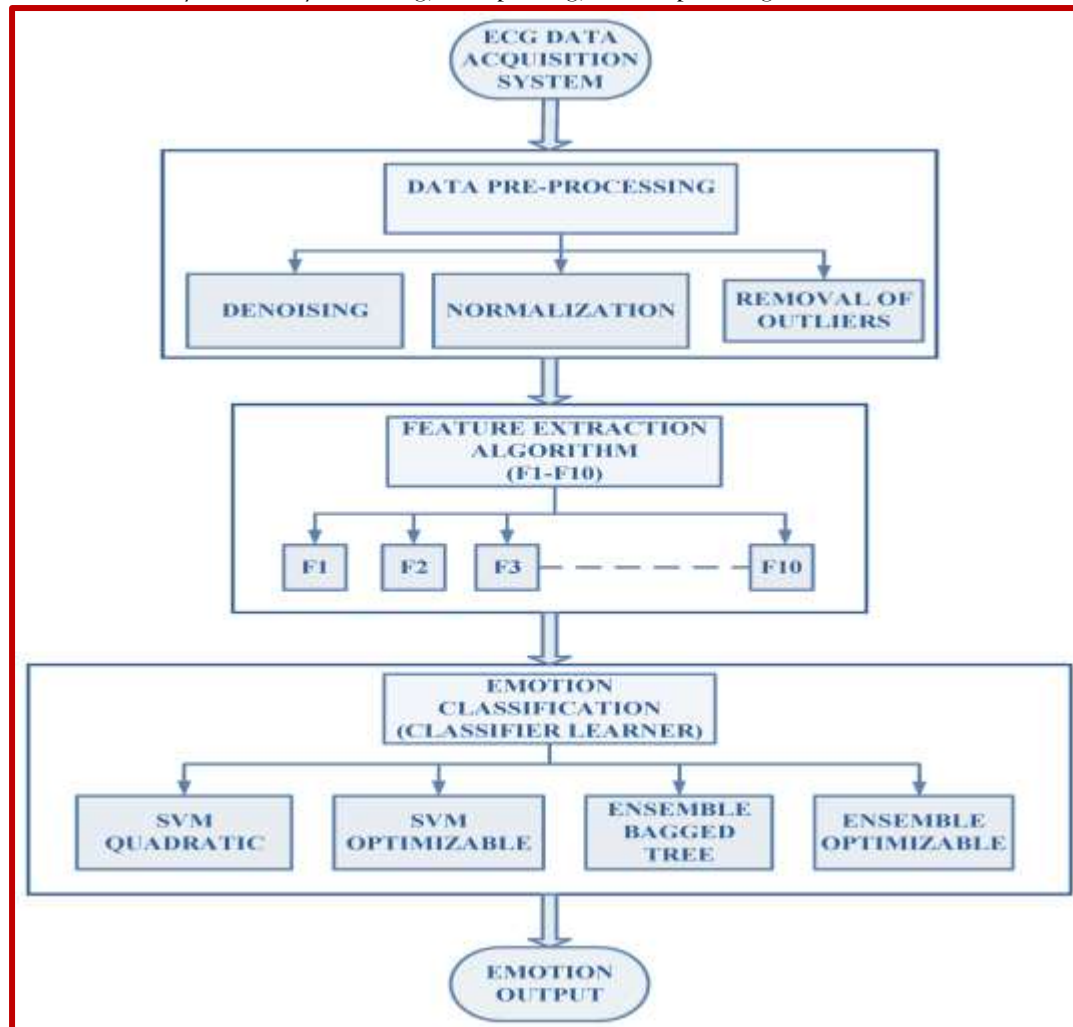 ECG DATA
ACQUISITION
SYSTEM
DATA PRE-PROCESSING
DENOISING
NORMALIZATION
REMOVAL OF
OUTLIERS
FEATURE EXTRACTION
ALGORITHM
(F1-F10)
F1
F2
F3
F10
EMOTION
CLASSIFICATION
(CLASSIFIER LEARNER)
SVM
QUADRATIC
SVM
OPTIMIZABLE
ENSEMBLE
BAGGED
TREE
ENSEMBLE
OPTIMIZABLE
EMOTION
OUTPUT